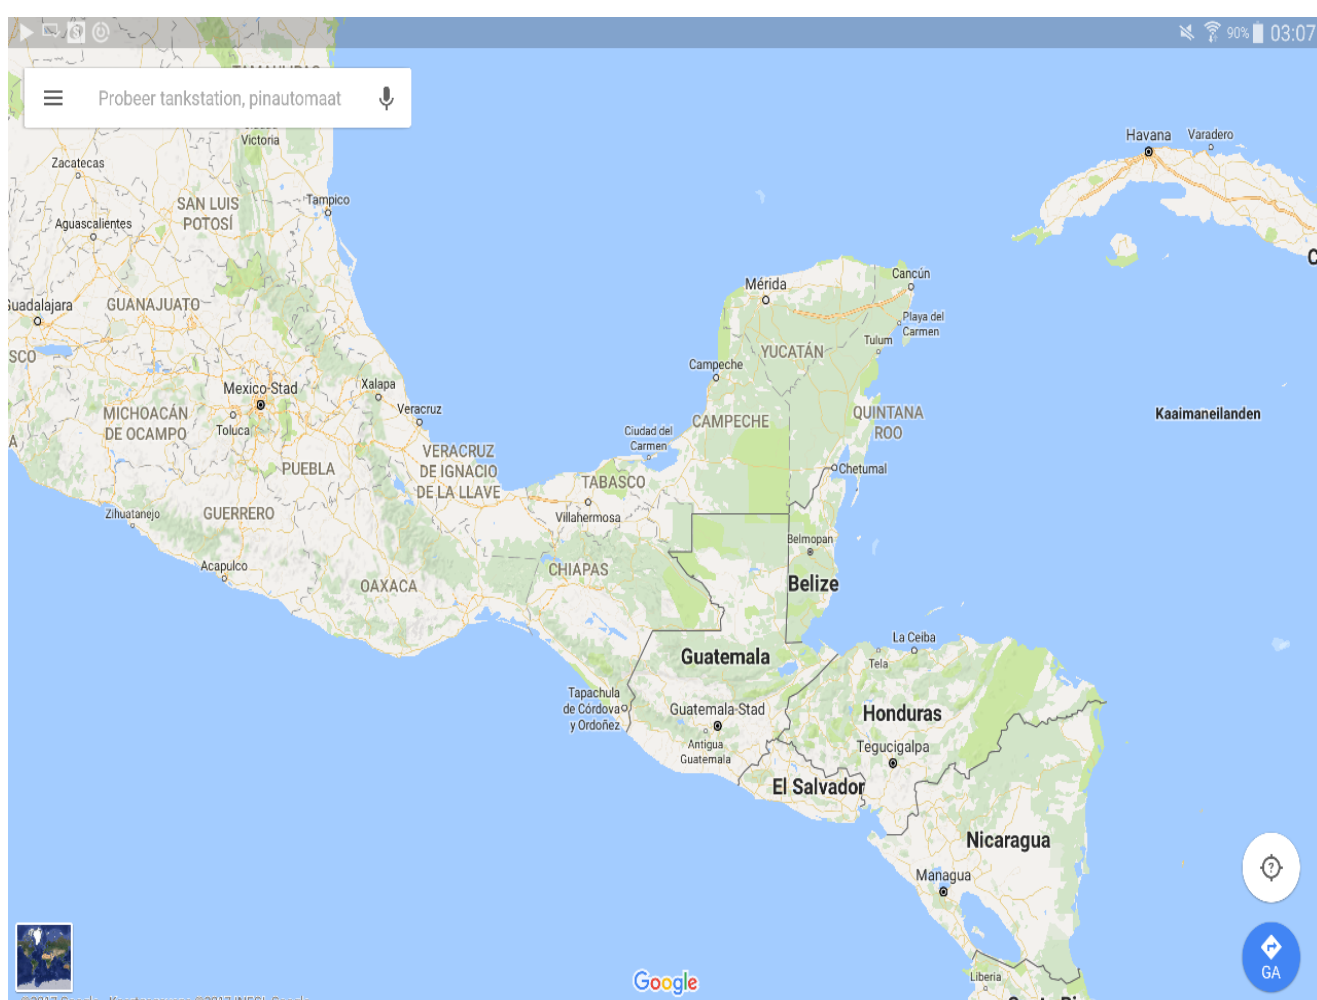 90% 03:07
TAMAULIPAS
Probeer tankstation, pinautomaat
Victoria
Havana
Varadero
Zacatecas
SAN LUIS
POTOSÍ
Tampico
Aguascalientes
Cancún
Mérida
Guadalajara
GUANAJUATO
Playa del
Carmen
Tulum
YUCATÁN
Campeche
Mexico-Stad
Xalapa
Veracruz
MICHOACÁN
DE OCAMPO
Toluca
CAMPECHE
QUINTANA
ROO
Kaaimaneilanden
Ciudad del
Carmen
VERACRUZ
DE IGNACIO
DE LA LLAVE
PUEBLA
TABASCO
Chetumal
Zihuatanejo
GUERRERO
Villahermosa
Belmopan
Acapulco
OAXACA
CHIAPAS
Belize
La Ceiba
Tela
Guatemala
Tapachula
de Córdova
y Ordoñez
Guatemala-Stad
Antigua
Guatemala
Honduras
Tegucigalpa
El Salvador
Nicaragua
Managua
Liberia
GA
Google